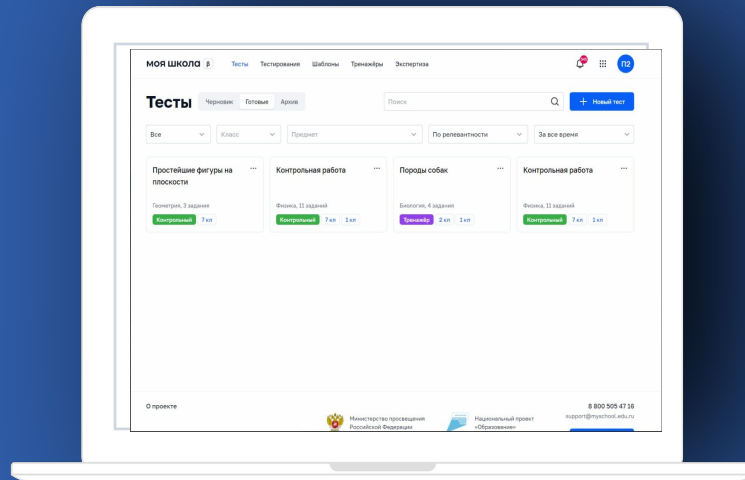 МОЯ ШКОЛА β Тесты Тестирование Шаблоны Тренажёры Экспертиза П2
Тесты Черновик Готовые Архив Поиск + Новый тест
Все Класс Предмет По релевантности За все время
Простейшие фигуры на
плоскости
Геометрия, 3 задания
Контрольный 7 кл
Контрольная работа
Физика, 11 заданий
Контрольный 7 кл 1 кл
Породы собак
Биология, 4 задания
Тренажёр 2 кл 1 кл
Контрольная работа
Физика, 11 заданий
Контрольный 7 кл 1 кл
О проекте
Министерство просвещения
Российской Федерации
Национальный проект
«Образование»
8 800 505 47 16
support@myschool.edu.ru